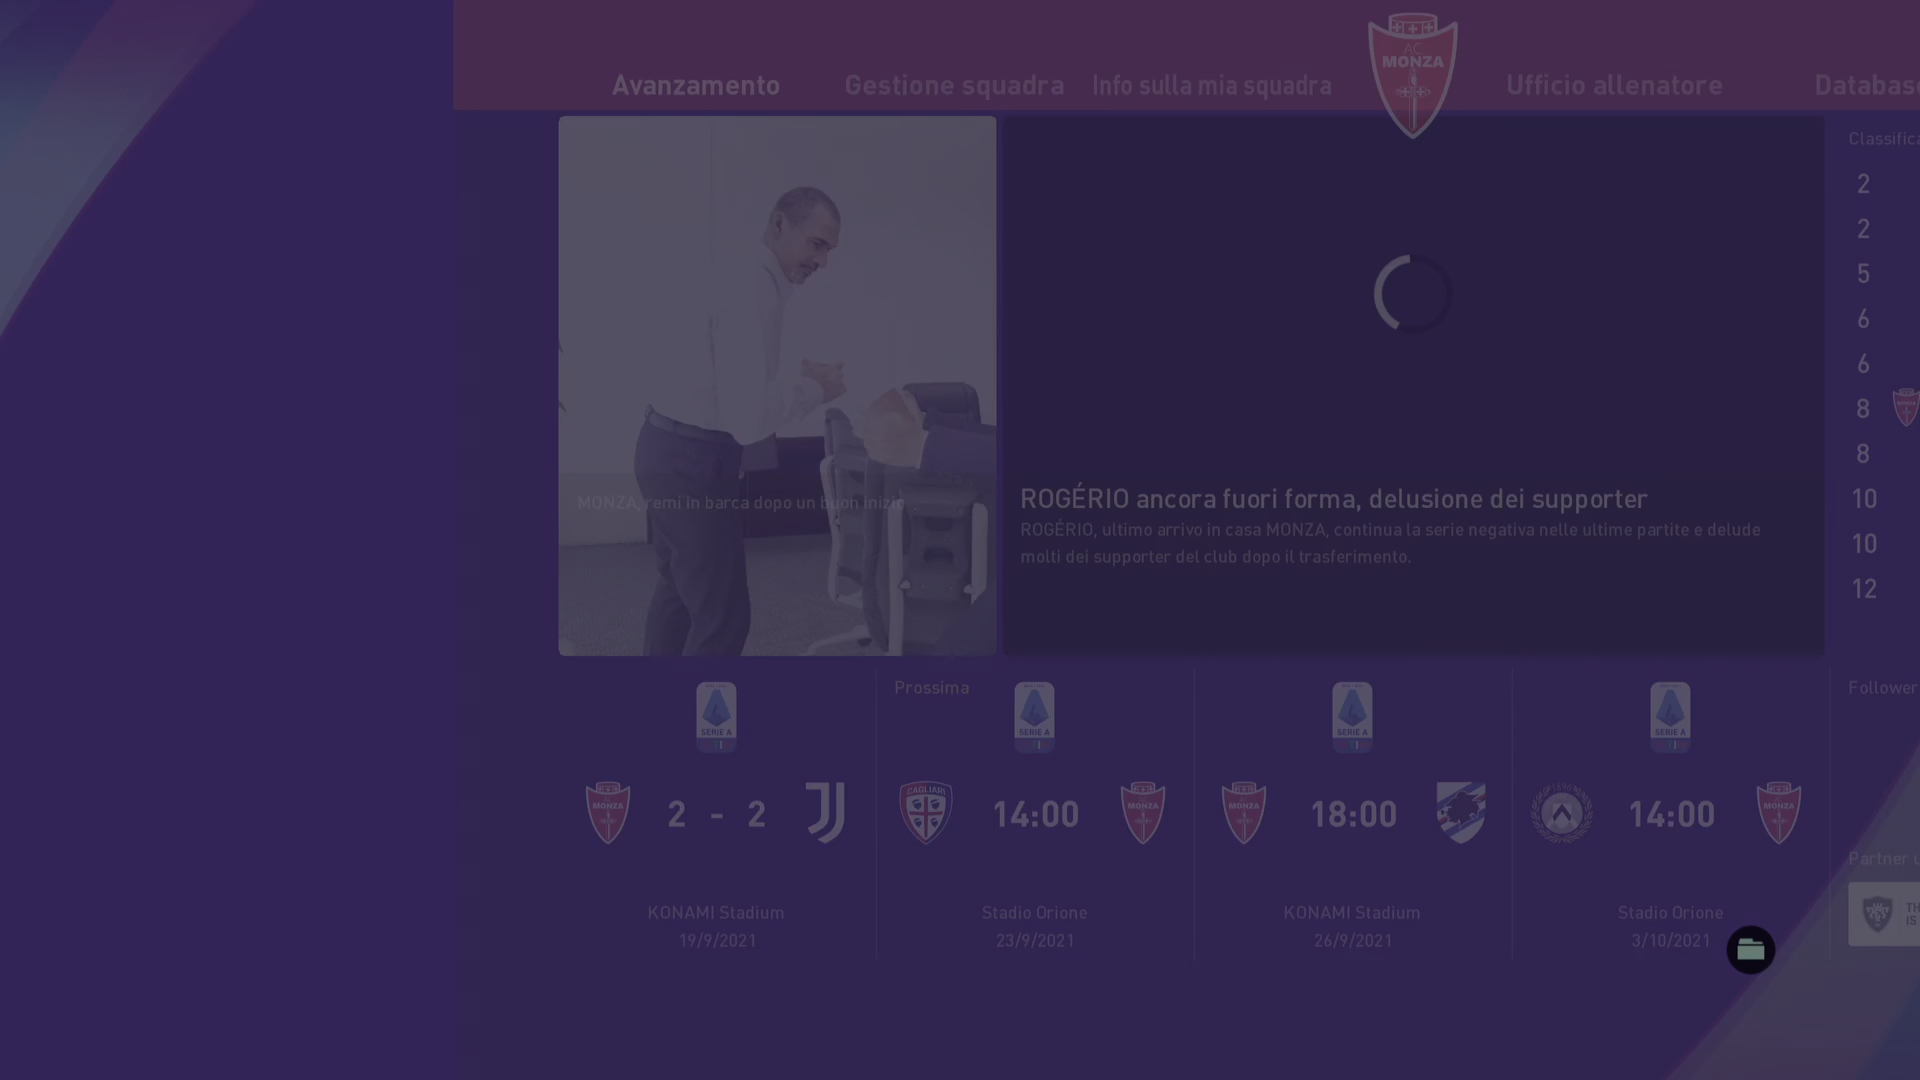 AC
MONZA
Avanzamento
Gestione squadra
Info sulla mia squadra
Ufficio allenatore
Classifica
2
2
5
6
6
8
8
10
10
12
MONZA, remi in barca dopo un buon inizio
ROGÉRIO ancora fuori forma, delusione dei supporter
ROGÉRIO, ultimo arrivo in casa MONZA, continua la serie negativa nelle ultime partite e delude
molti dei supporter del club dopo il trasferimento.
SERIE A
MONZA
2 - 2
KONAMI Stadium
19/9/2021
Prossima
SERIE A
CAGLIARI
14:00
MONZA
Stadio Orione
23/9/2021
SERIE A
MONZA
18:00
KONAMI Stadium
26/9/2021
SERIE A
14:00
MONZA
Stadio Orione
3/10/2021
Follower
Partner
TH
IS